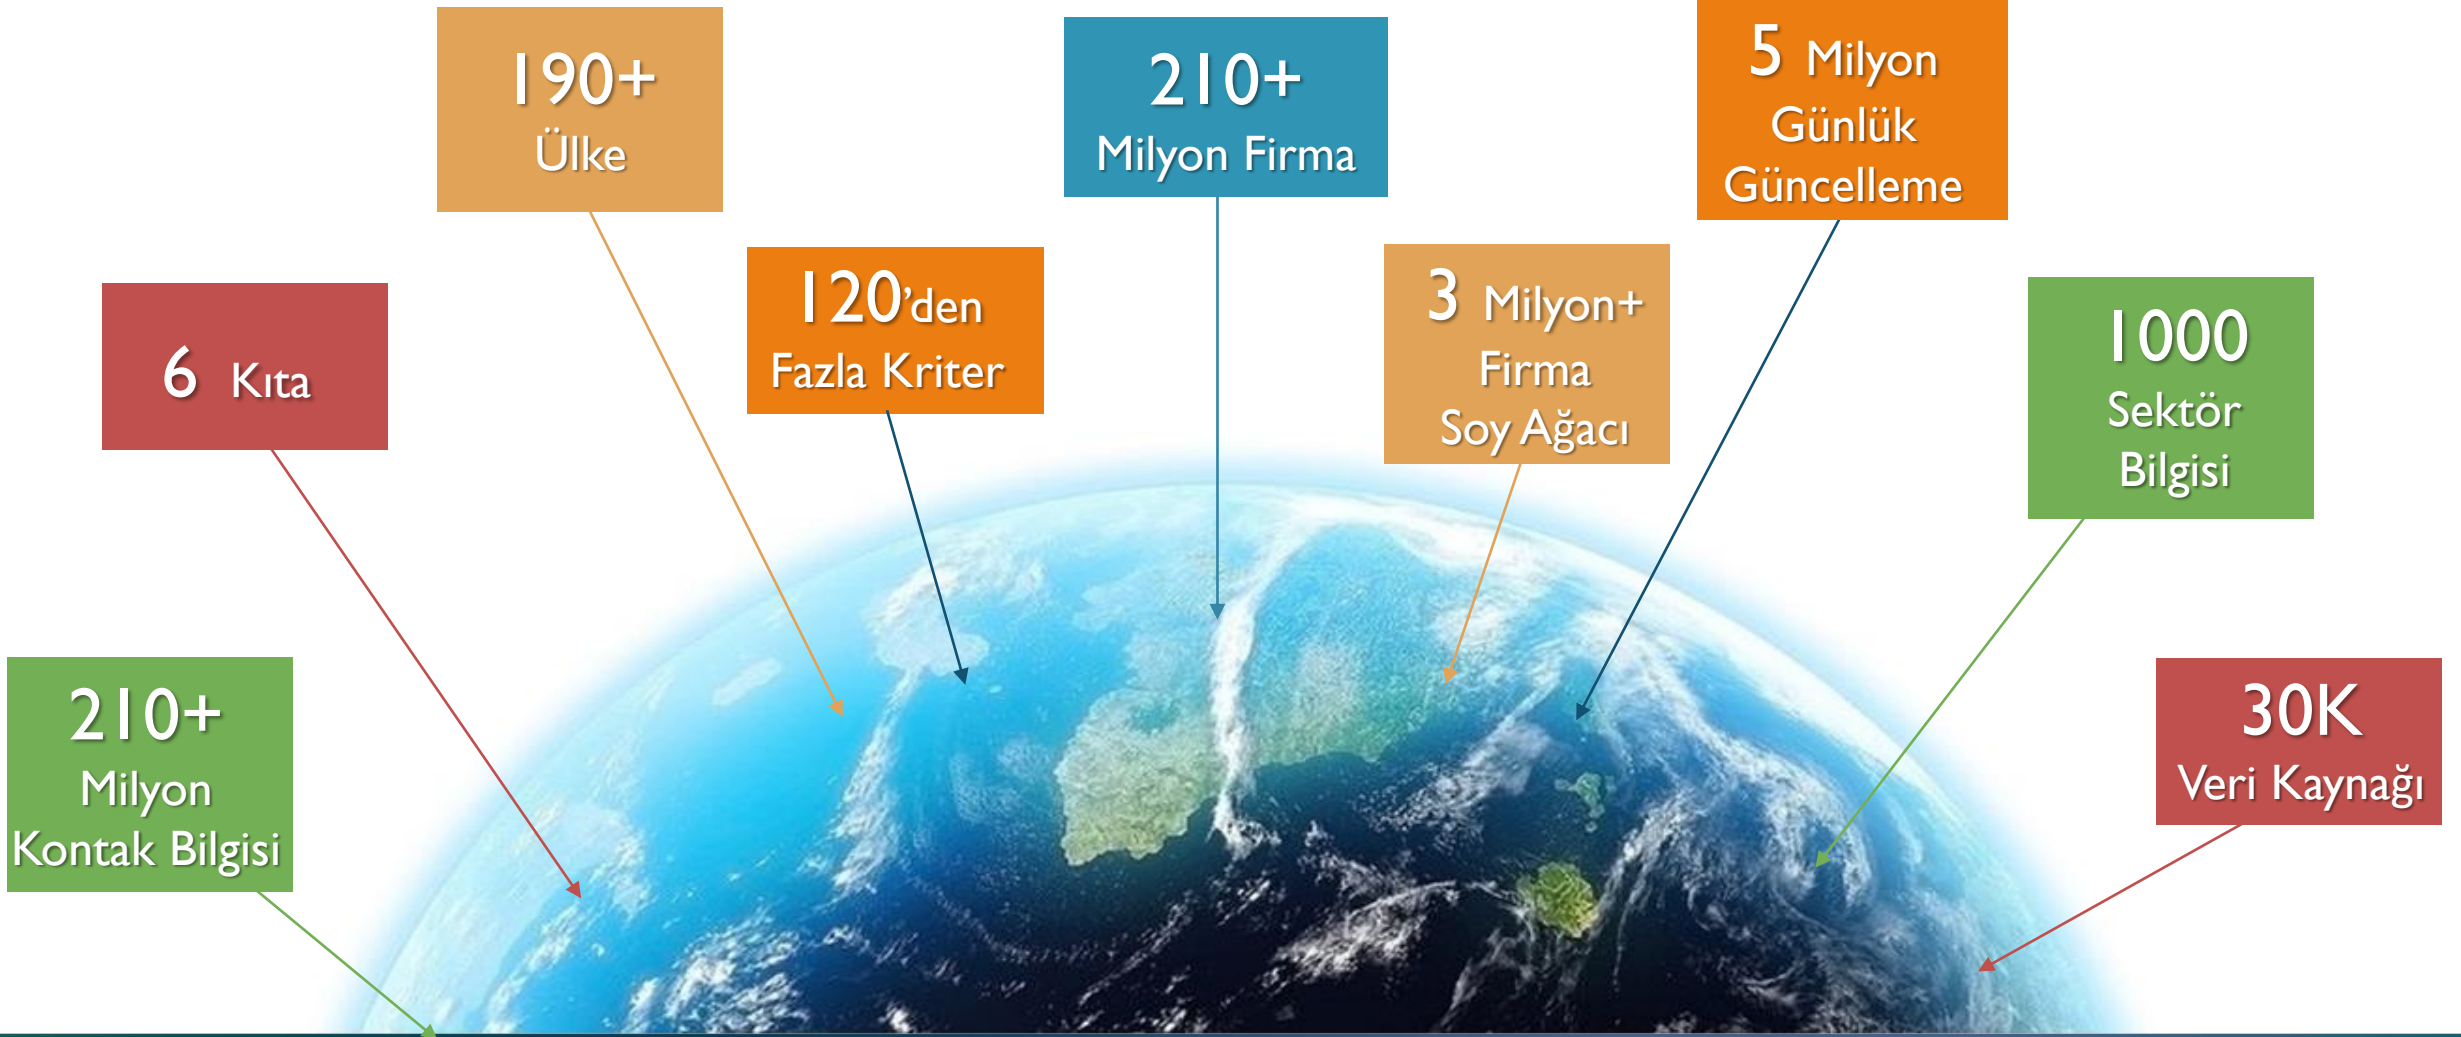 190+
Ülke
210+
Milyon Firma
5 Milyon
Günlük
Güncelleme
6 Kıta
120’den
Fazla Kriter
3 Milyon+
Firma
Soy Ağacı
1000
Sektör
Bilgisi
210+
Milyon
Kontak Bilgisi
30K
Veri Kaynağı